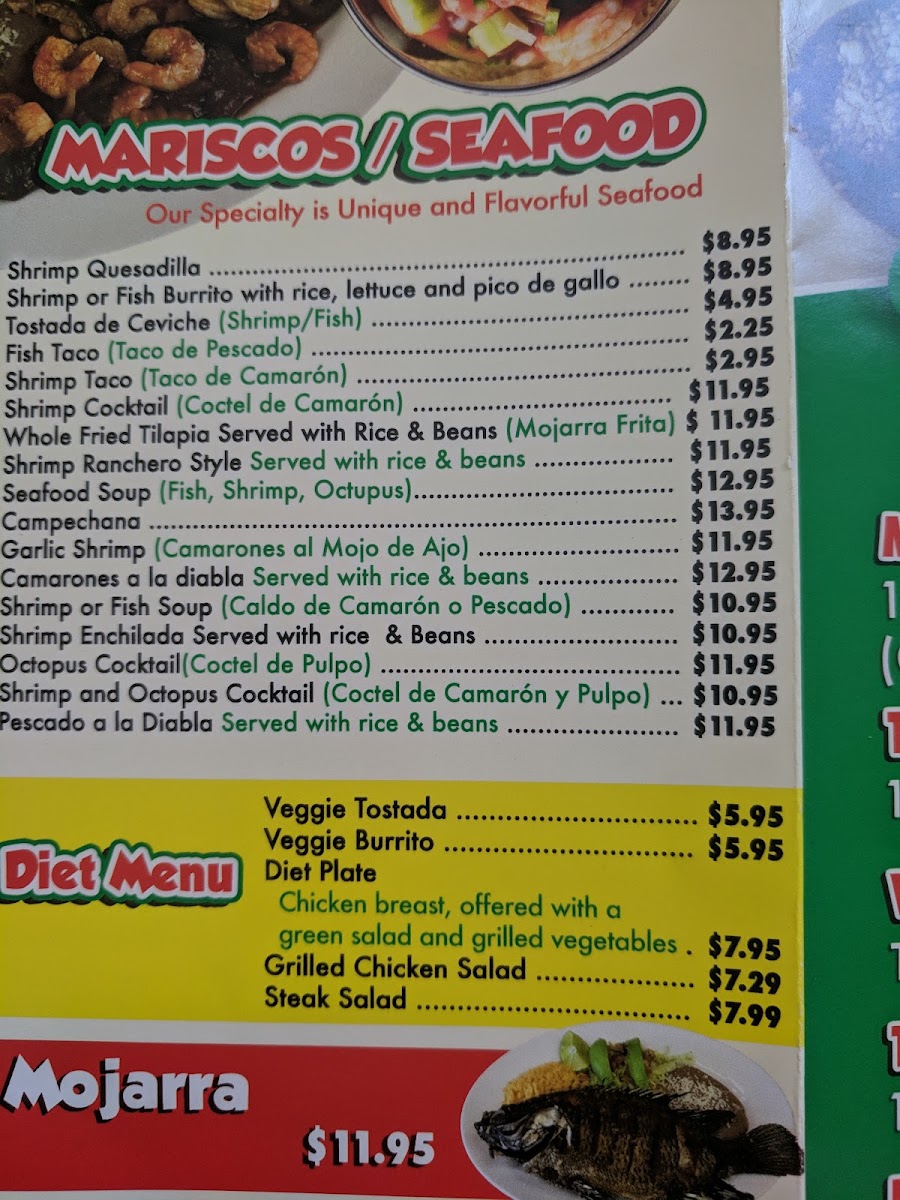 MARISCOS / SEAFOOD
Our Specialty is Unique and Flavorful Seafood
Shrimp Quesadilla ................ $8.95
Shrimp or Fish Burrito with rice, lettuce and pico de gallo ........ $8.95
Tostada de Ceviche (Shrimp/Fish) ................ $4.95
Fish Taco (Taco de Pescado) ................ $2.25
Shrimp Taco (Taco de Camarón) ................ $2.95
Shrimp Cocktail (Coctel de Camarón) ................ $11.95
Whole Fried Tilapia Served with Rice & Beans (Mojarra Frita) $ 11.95
Shrimp Ranchero Style Served with rice & beans ................ $11.95
Seafood Soup (Fish, Shrimp, Octupus)................ $12.95
Campechana ................ $13.95
Garlic Shrimp (Camarones al Mojo de Ajo) ................ $11.95
Camarones a la diabla Served with rice & beans ................ $12.95
Shrimp or Fish Soup (Caldo de Camarón o Pescado) ............ $10.95
Shrimp Enchilada Served with rice & Beans ................ $10.95
Octopus Cocktail(Coctel de Pulpo) ................ $11.95
Shrimp and Octopus Cocktail (Coctel de Camarón y Pulpo) ... $10.95
Pescado a la Diabla Served with rice & beans ................ $11.95
Diet Menu
Veggie Tostada ................ $5.95
Veggie Burrito ................ $5.95
Diet Plate
Chicken breast, offered with a
green salad and grilled vegetables . $7.95
Grilled Chicken Salad ................ $7.29
Steak Salad ................ $7.99
Mojarra
$11.95